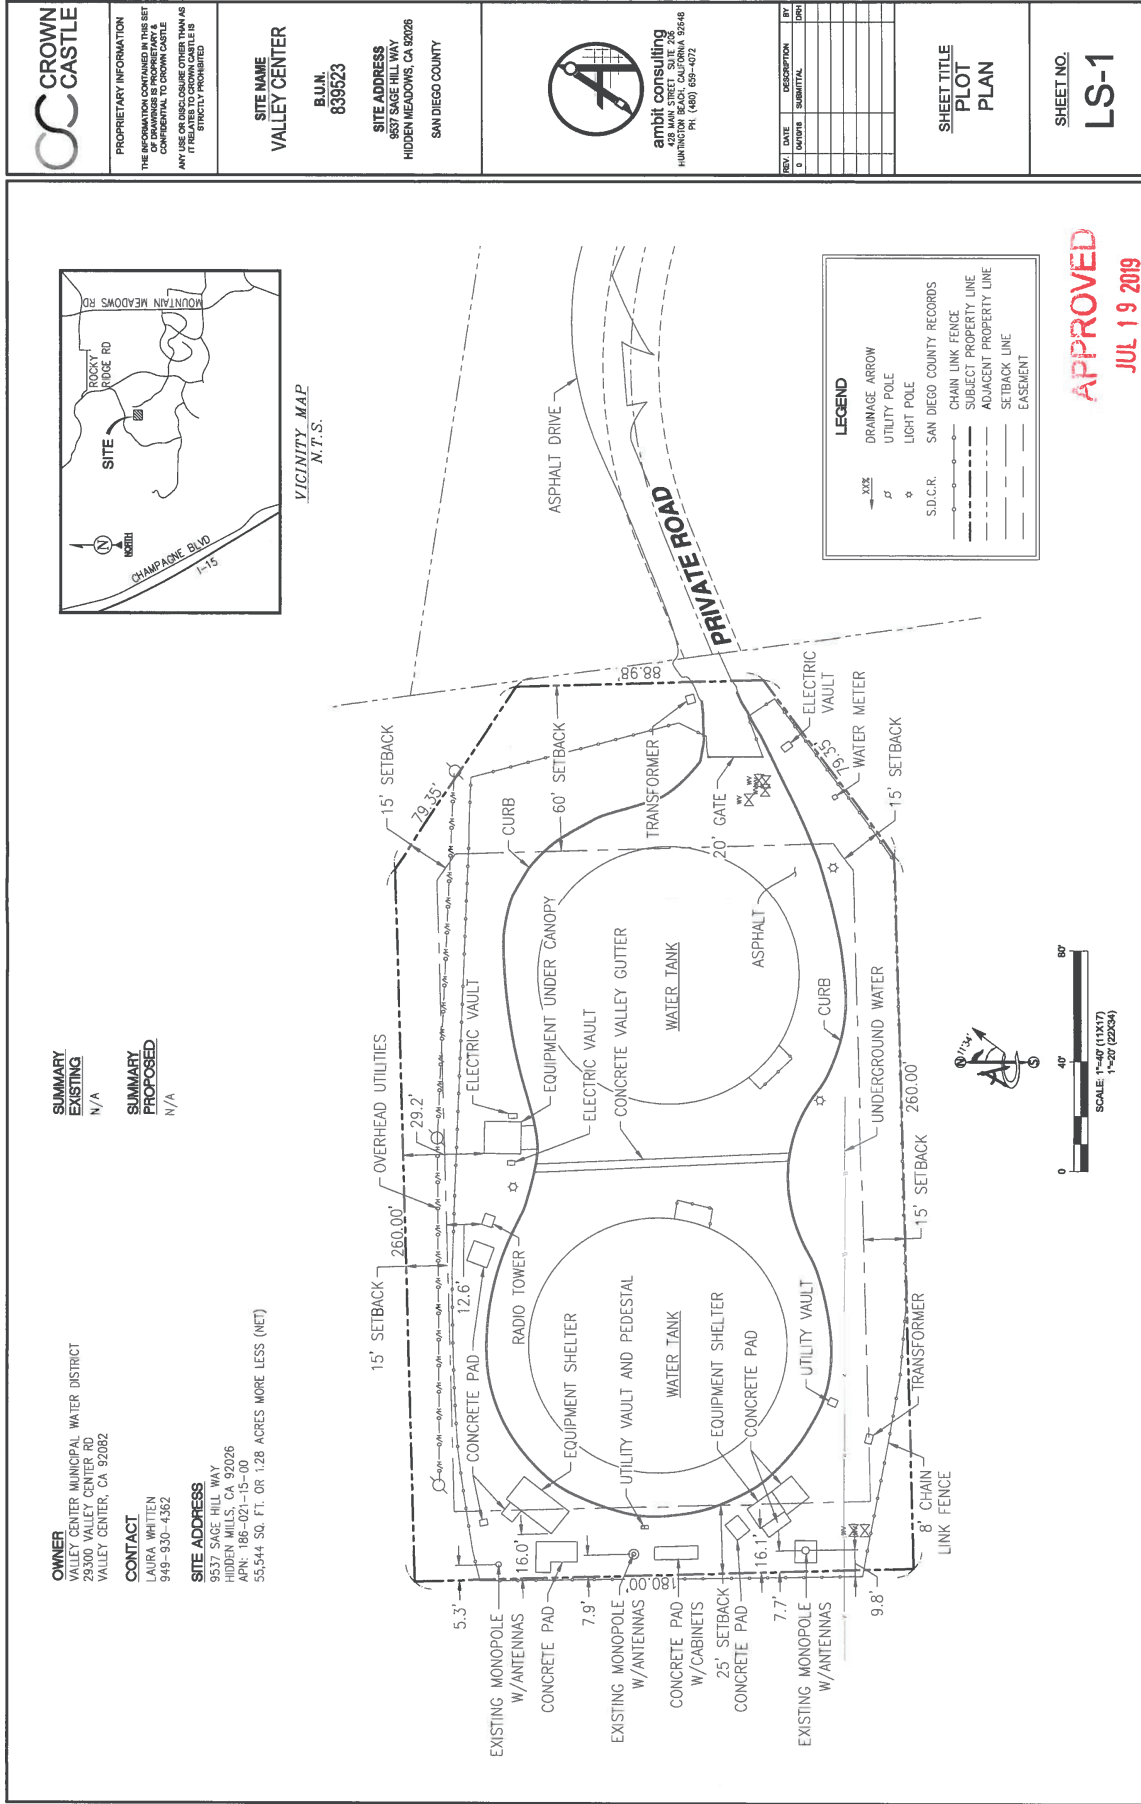 OWNER
VALLEY CENTER MUNICIPAL WATER DISTRICT
29300 VALLEY CENTER RD
VALLEY CENTER, CA 92082
CONTACT
LAURA WHITTEN
949-930-4362
SITE ADDRESS
9537 SAGE HILL WAY
HIDDEN MILLS, CA 92026
APN: 186-021-15-00
55,544 SQ. FT. OR 1.28 ACRES MORE LESS (NET)
SUMMARY
EXISTING
N/A
SUMMARY
PROPOSED
N/A
SITE
ROCKY
RIDGE RD
MOUNTAIN MEADOWS RD
CHAMPAGNE BLVD
I-15
N
NORTH
VICINITY MAP
N.T.S.
15' SETBACK
260.00'
OVERHEAD UTILITIES
29.2'
12.6'
ELECTRIC VAULT
EQUIPMENT UNDER CANOPY
ELECTRIC VAULT
CONCRETE VALLEY GUTTER
CURB
15' SETBACK
79.35'
60' SETBACK
88.98'
TRANSFORMER
20' GATE
WV
WV
ASPHALT DRIVE
PRIVATE ROAD
ELECTRIC
VAULT
79.35'
WATER METER
15' SETBACK
CONCRETE PAD
RADIO TOWER
EQUIPMENT SHELTER
UTILITY VAULT AND PEDESTAL
WATER TANK
WATER TANK
EQUIPMENT SHELTER
CONCRETE PAD
ASPHALT
CURB
UTILITY VAULT
UNDERGROUND WATER
260.00'
15' SETBACK
TRANSFORMER
8' CHAIN
LINK FENCE
5.3'
16.0'
EXISTING MONOPOLE
W/ANTENNAS
CONCRETE PAD
7.9'
180.00'
EXISTING MONOPOLE
W/ANTENNAS
CONCRETE PAD
W/CABINETS
25' SETBACK
CONCRETE PAD
16.1'
7.7'
EXISTING MONOPOLE
W/ANTENNAS
9.8'
LEGEND
XX% DRAINAGE ARROW
UTILITY POLE
LIGHT POLE
S.D.C.R. SAN DIEGO COUNTY RECORDS
CHAIN LINK FENCE
SUBJECT PROPERTY LINE
ADJACENT PROPERTY LINE
SETBACK LINE
EASEMENT
N
11°34'
S
0 40' 80'
SCALE: 1"=40' (11X17)
1"=20' (22X34)
APPROVED
JUL 19 2019
CROWN
CASTLE
PROPRIETARY INFORMATION
THE INFORMATION CONTAINED IN THIS SET
OF DRAWINGS IS PROPRIETARY &
CONFIDENTIAL TO CROWN CASTLE
ANY USE OR DISCLOSURE OTHER THAN AS
IT RELATES TO CROWN CASTLE IS
STRICTLY PROHIBITED
SITE NAME
VALLEY CENTER
B.U.N.
839523
SITE ADDRESS
9537 SAGE HILL WAY
HIDDEN MEADOWS, CA 92026
SAN DIEGO COUNTY
ambit consulting
428 MAIN STREET SUITE 206
HUNTINGTON BEACH, CALIFORNIA 92648
PH. (480) 659-4072
REV. DATE DESCRIPTION BY
0 04/01/18 SUBMITTAL DRH
SHEET TITLE
PLOT
PLAN
SHEET NO.
LS-1